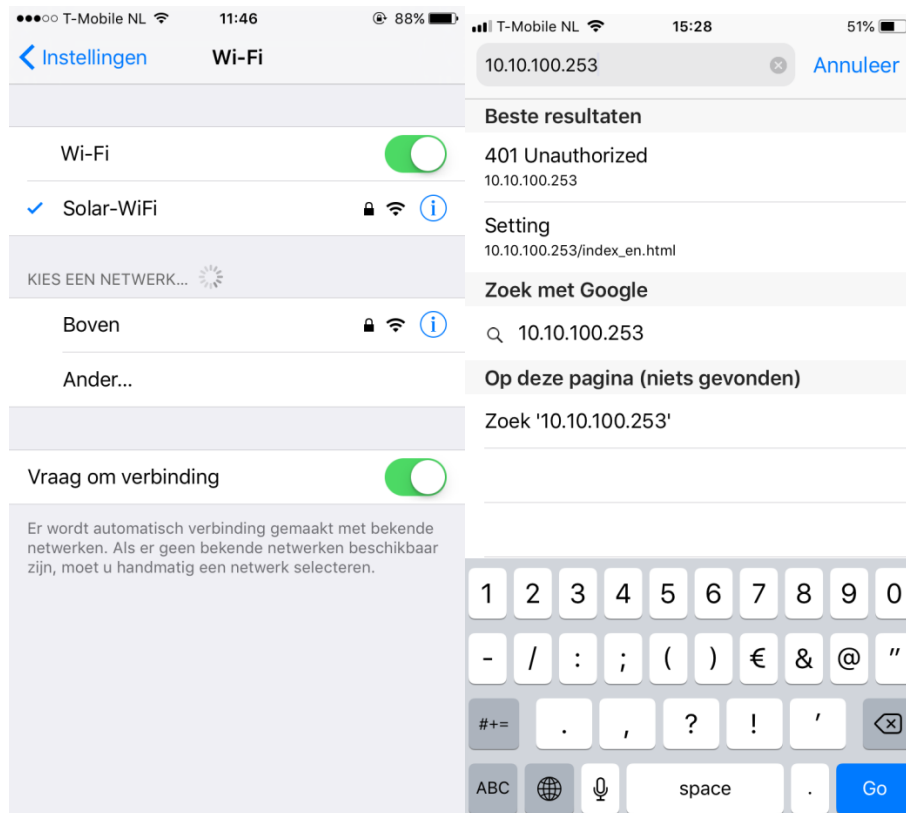 T-Mobile NL 11:46 88%
Instellingen Wi-Fi
Wi-Fi
Solar-WiFi
KIES EEN NETWERK...
Boven
Ander...
Vraag om verbinding
Er wordt automatisch verbinding gemaakt met bekende
netwerken. Als er geen bekende netwerken beschikbaar
zijn, moet u handmatig een netwerk selecteren.
T-Mobile NL 15:28 51%
10.10.100.253 Annuleer
Beste resultaten
401 Unauthorized
10.10.100.253
Setting
10.10.100.253/index_en.html
Zoek met Google
10.10.100.253
Op deze pagina (niets gevonden)
Zoek '10.10.100.253'
1 2 3 4 5 6 7 8 9 0
- / : ; ( ) € & @ "
#+= . , ? ! '
ABC space . Go